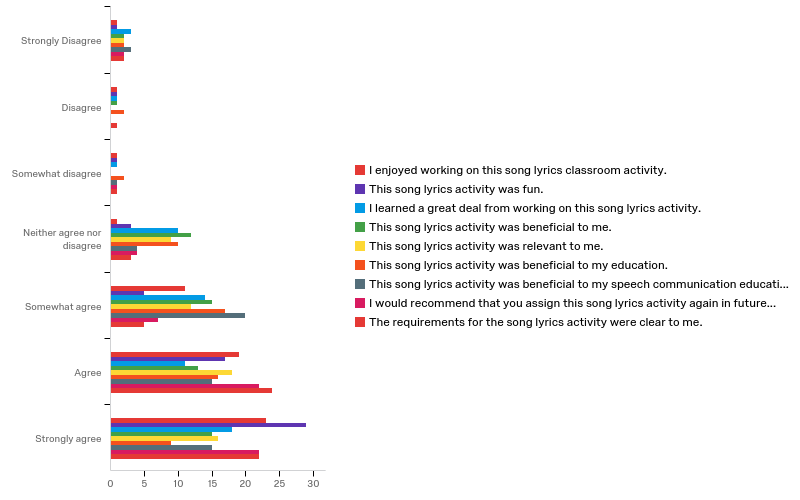 Strongly Disagree
Disagree
Somewhat disagree
Neither agree nor
disagree
Somewhat agree
Agree
Strongly agree
0 5 10 15 20 25 30
I enjoyed working on this song lyrics classroom activity.
This song lyrics activity was fun.
I learned a great deal from working on this song lyrics activity.
This song lyrics activity was beneficial to me.
This song lyrics activity was relevant to me.
This song lyrics activity was beneficial to my education.
This song lyrics activity was beneficial to my speech communication educati...
I would recommend that you assign this song lyrics activity again in future...
The requirements for the song lyrics activity were clear to me.